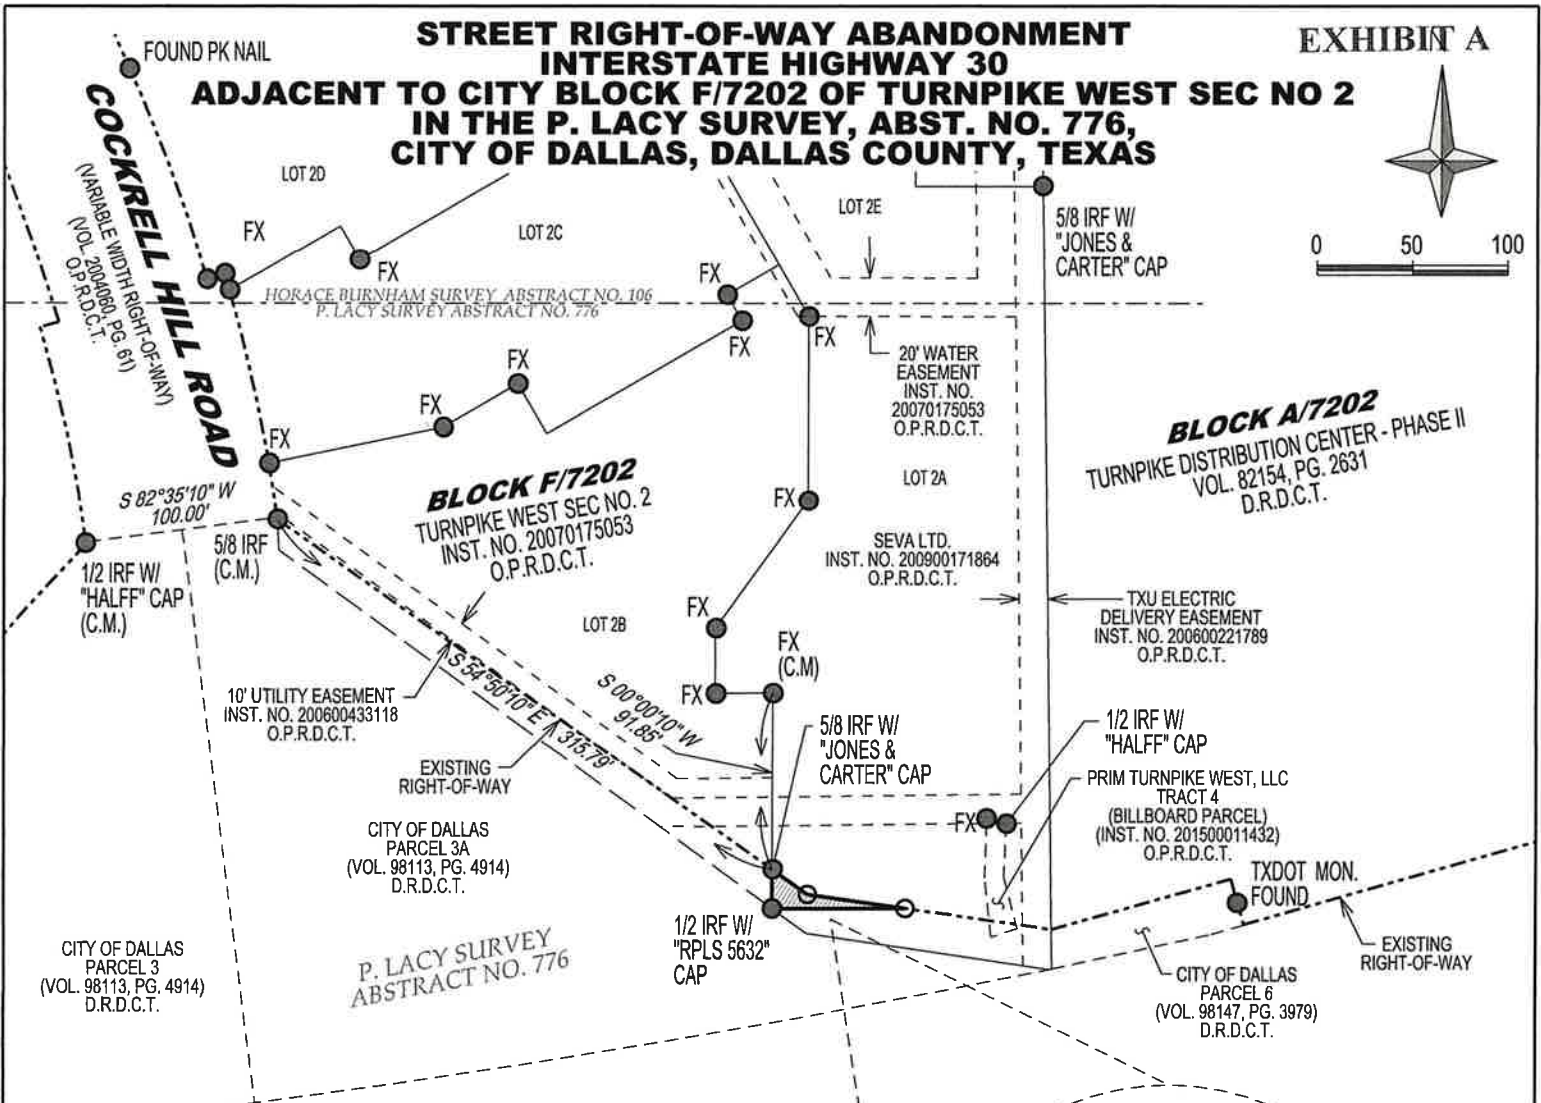 STREET RIGHT-OF-WAY ABANDONMENT
INTERSTATE HIGHWAY 30
ADJACENT TO CITY BLOCK F/7202 OF TURNPIKE WEST SEC NO 2
IN THE P. LACY SURVEY, ABST. NO. 776,
CITY OF DALLAS, DALLAS COUNTY, TEXAS
EXHIBIT A
0 50 100
FOUND PK NAIL
COCKRELL HILL ROAD
(VARIABLE WIDTH RIGHT-OF-WAY)
(VOL. 2004060, PG. 61)
O.P.R.D.C.T.
LOT 2D
FX
LOT 2C
FX
LOT 2E
5/8 IRF W/
"JONES &
CARTER" CAP
HORACE BURNHAM SURVEY ABSTRACT NO. 106
P. LACY SURVEY ABSTRACT NO. 776
FX
FX
FX
20' WATER
EASEMENT
INST. NO.
20070175053
O.P.R.D.C.T.
FX
FX
FX
BLOCK A/7202
TURNPIKE DISTRIBUTION CENTER - PHASE II
VOL. 82154, PG. 2631
D.R.D.C.T.
S 82°35'10" W
100.00'
BLOCK F/7202
TURNPIKE WEST SEC NO. 2
INST. NO. 20070175053
O.P.R.D.C.T.
LOT 2A
FX
SEVA LTD.
INST. NO. 200900171864
O.P.R.D.C.T.
5/8 IRF
(C.M.)
1/2 IRF W/
"HALFF" CAP
(C.M.)
TXU ELECTRIC
DELIVERY EASEMENT
INST. NO. 200600221789
O.P.R.D.C.T.
LOT 2B
FX
FX
(C.M)
FX
10' UTILITY EASEMENT
INST. NO. 200600433118
O.P.R.D.C.T.
S 54°50'10" E 315.79'
S 00°00'10" W
91.85'
EXISTING
RIGHT-OF-WAY
5/8 IRF W/
"JONES &
CARTER" CAP
1/2 IRF W/
"HALFF" CAP
PRIM TURNPIKE WEST, LLC
TRACT 4
(BILLBOARD PARCEL)
(INST. NO. 201500011432)
O.P.R.D.C.T.
FX
CITY OF DALLAS
PARCEL 3A
(VOL. 98113, PG. 4914)
D.R.D.C.T.
TXDOT MON.
FOUND
1/2 IRF W/
"RPLS 5632"
CAP
CITY OF DALLAS
PARCEL 3
(VOL. 98113, PG. 4914)
D.R.D.C.T.
P. LACY SURVEY
ABSTRACT NO. 776
EXISTING
RIGHT-OF-WAY
CITY OF DALLAS
PARCEL 6
(VOL. 98147, PG. 3979)
D.R.D.C.T.